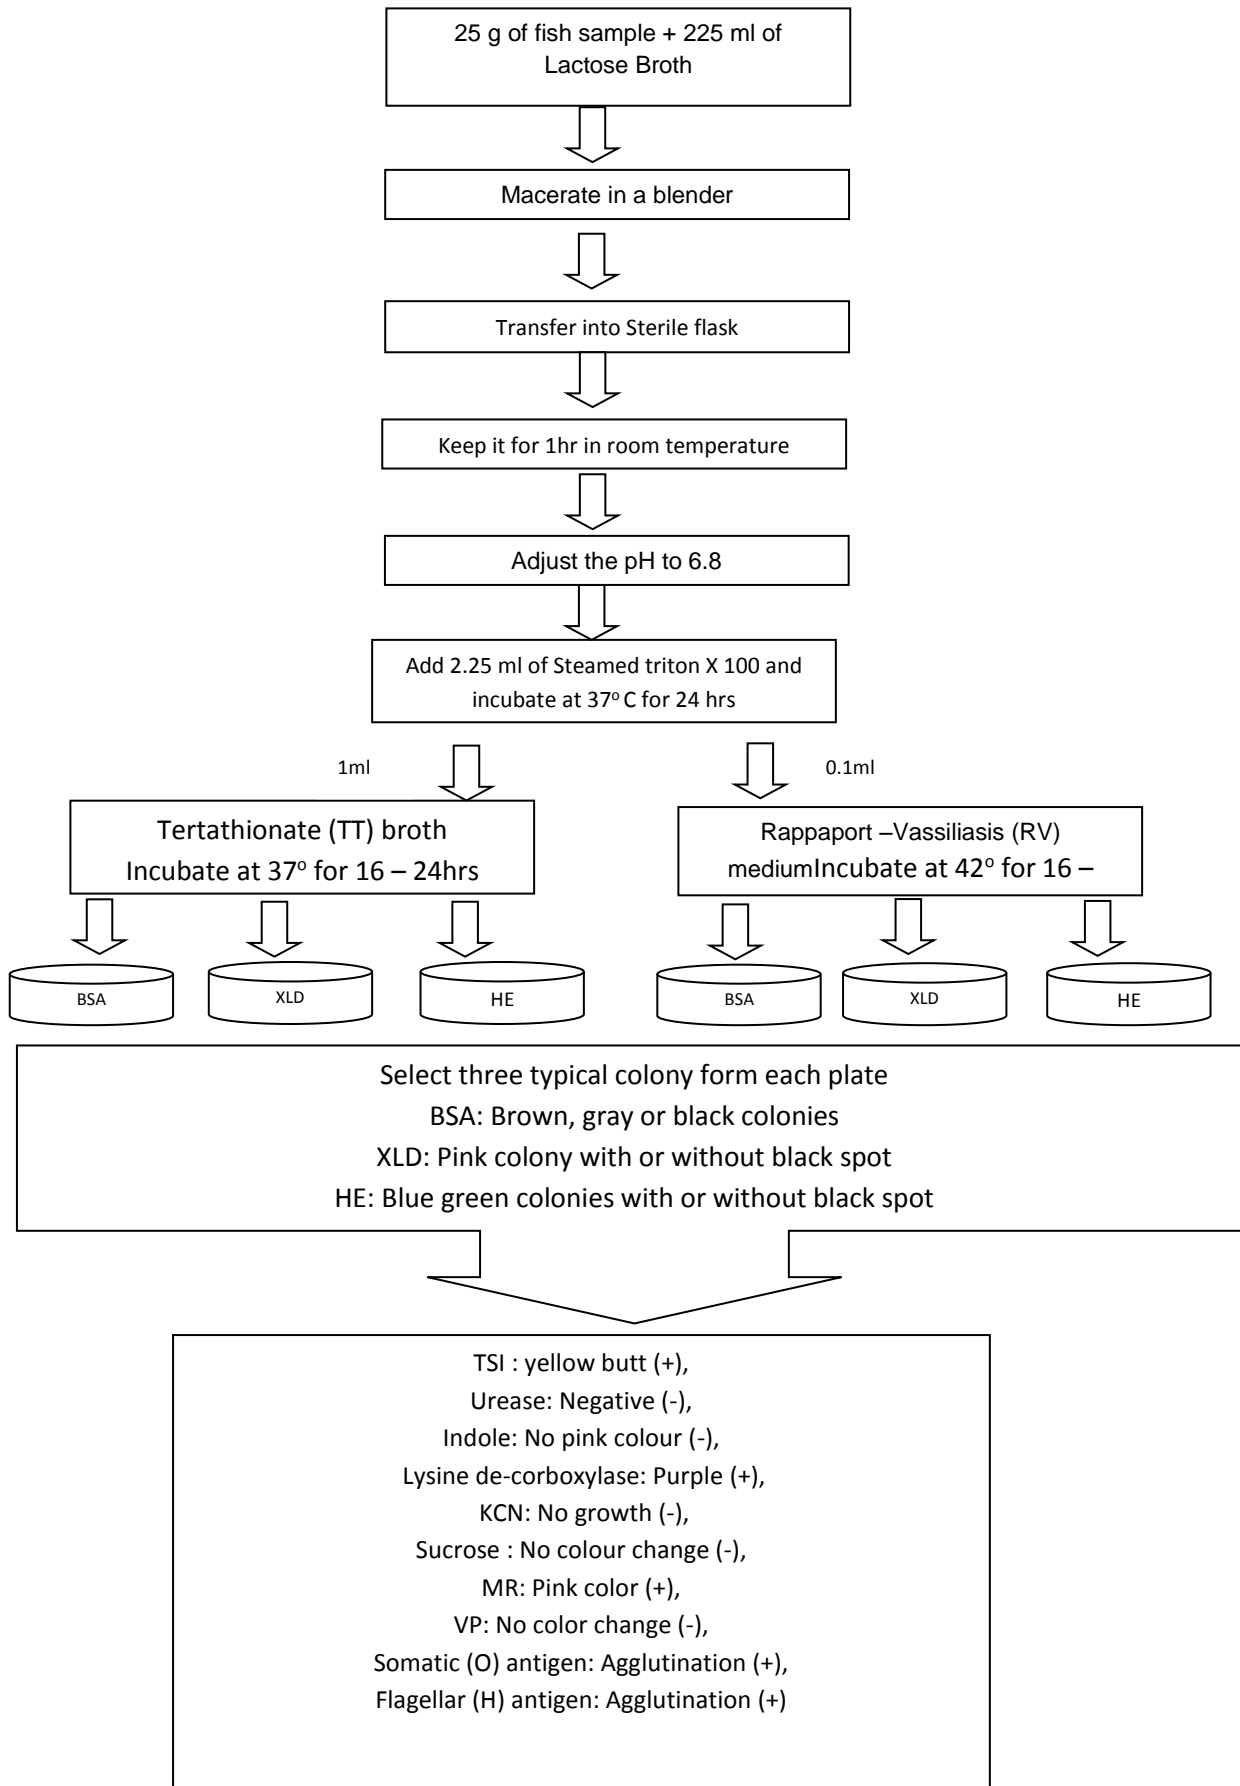 25 g of fish sample + 225 ml of
Lactose Broth
Macerate in a blender
Transfer into Sterile flask
Keep it for 1hr in room temperature
Adjust the pH to 6.8
Add 2.25 ml of Steamed triton X 100 and
incubate at 37° C for 24 hrs
1ml
0.1ml
Tertathionate (TT) broth
Incubate at 37° for 16 – 24hrs
Rappaport –Vassiliasis (RV)
mediumIncubate at 42° for 16 –
BSA
XLD
HE
BSA
XLD
HE
Select three typical colony form each plate
BSA: Brown, gray or black colonies
XLD: Pink colony with or without black spot
HE: Blue green colonies with or without black spot
TSI : yellow butt (+),
Urease: Negative (-),
Indole: No pink colour (-),
Lysine de-corboxylase: Purple (+),
KCN: No growth (-),
Sucrose : No colour change (-),
MR: Pink color (+),
VP: No color change (-),
Somatic (O) antigen: Agglutination (+),
Flagellar (H) antigen: Agglutination (+)